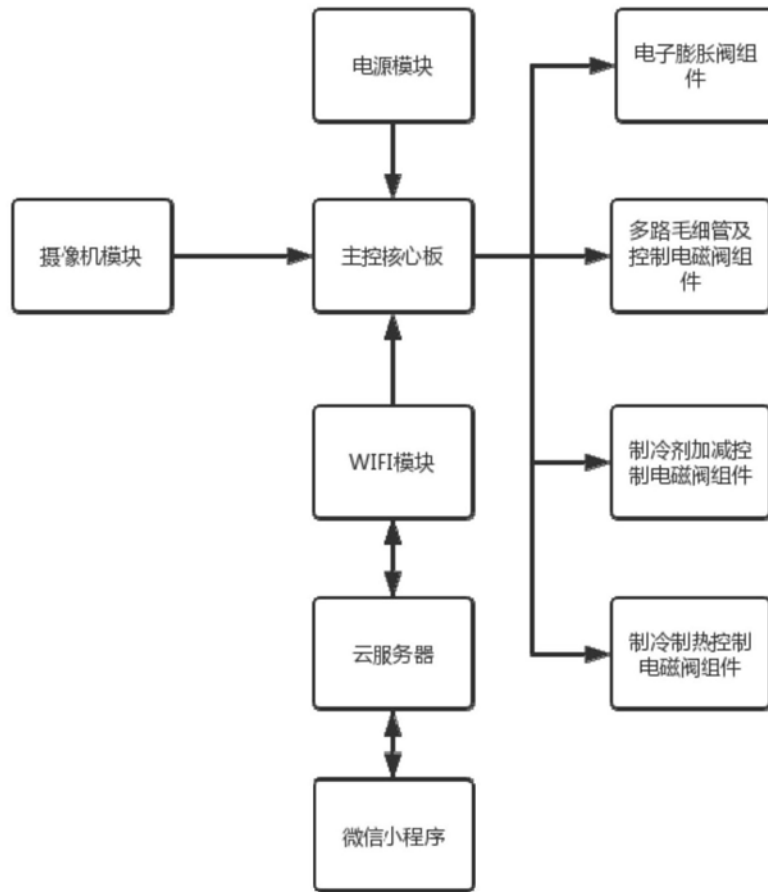 电源模块
电子膨胀阀组
件
摄像机模块
主控核心板
多路毛细管及
控制电磁阀组
件
WIFI模块
制冷剂加减控
制电磁阀组件
云服务器
制冷制热控制
电磁阀组件
微信小程序